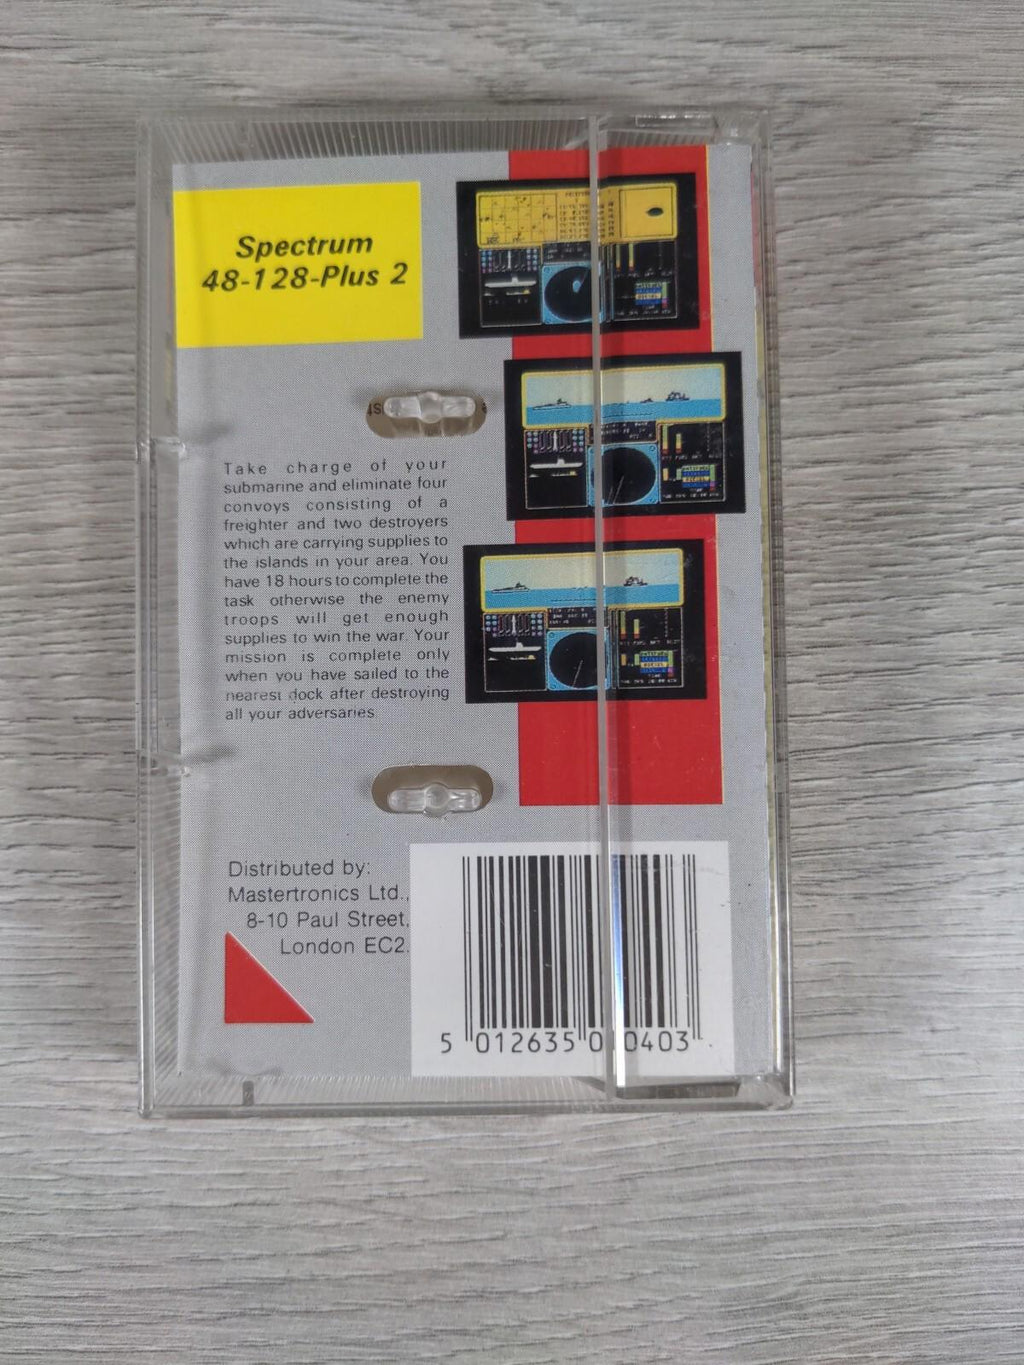 Spectrum
48-128-Plus 2
Take charge of your
submarine and eliminate four
convoys consisting of a
freighter and two destroyers
which are carrying supplies to
the islands in your area. You
have 18 hours to complete the
task otherwise the enemy
troops will get enough
supplies to win the war. Your
mission is complete only
when you have sailed to the
nearest dock after destroying
all your adversaries.
Distributed by:
Mastertronics Ltd.,
8-10 Paul Street,
London EC2.